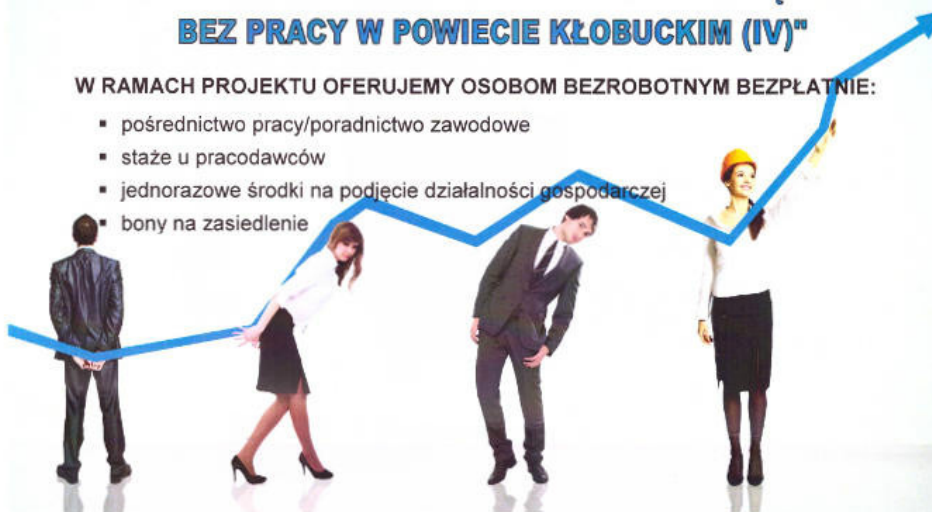 BEZ PRACY W POWIECIE KŁOBUCKIM (IV)"
W RAMACH PROJEKTU OFERUJEMY OSOBOM BEZROBOTNYM BEZPŁATNIE:
▪ pośrednictwo pracy/poradnictwo zawodowe
▪ staże u pracodawców
▪ jednorazowe środki na podjęcie działalności gospodarczej
▪ bony na zasiedlenie